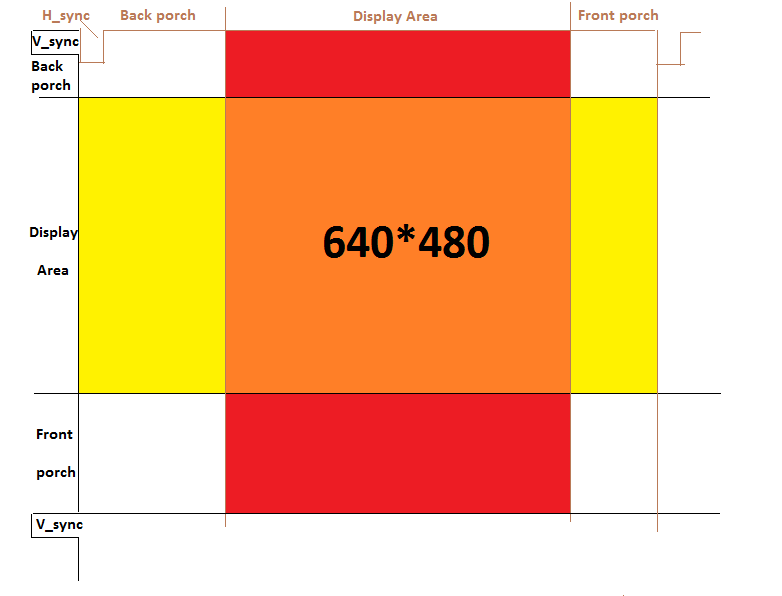 H_sync Back porch Display Area Front porch
V_sync
Back
porch
Display
640*480
Area
Front
porch
V_sync